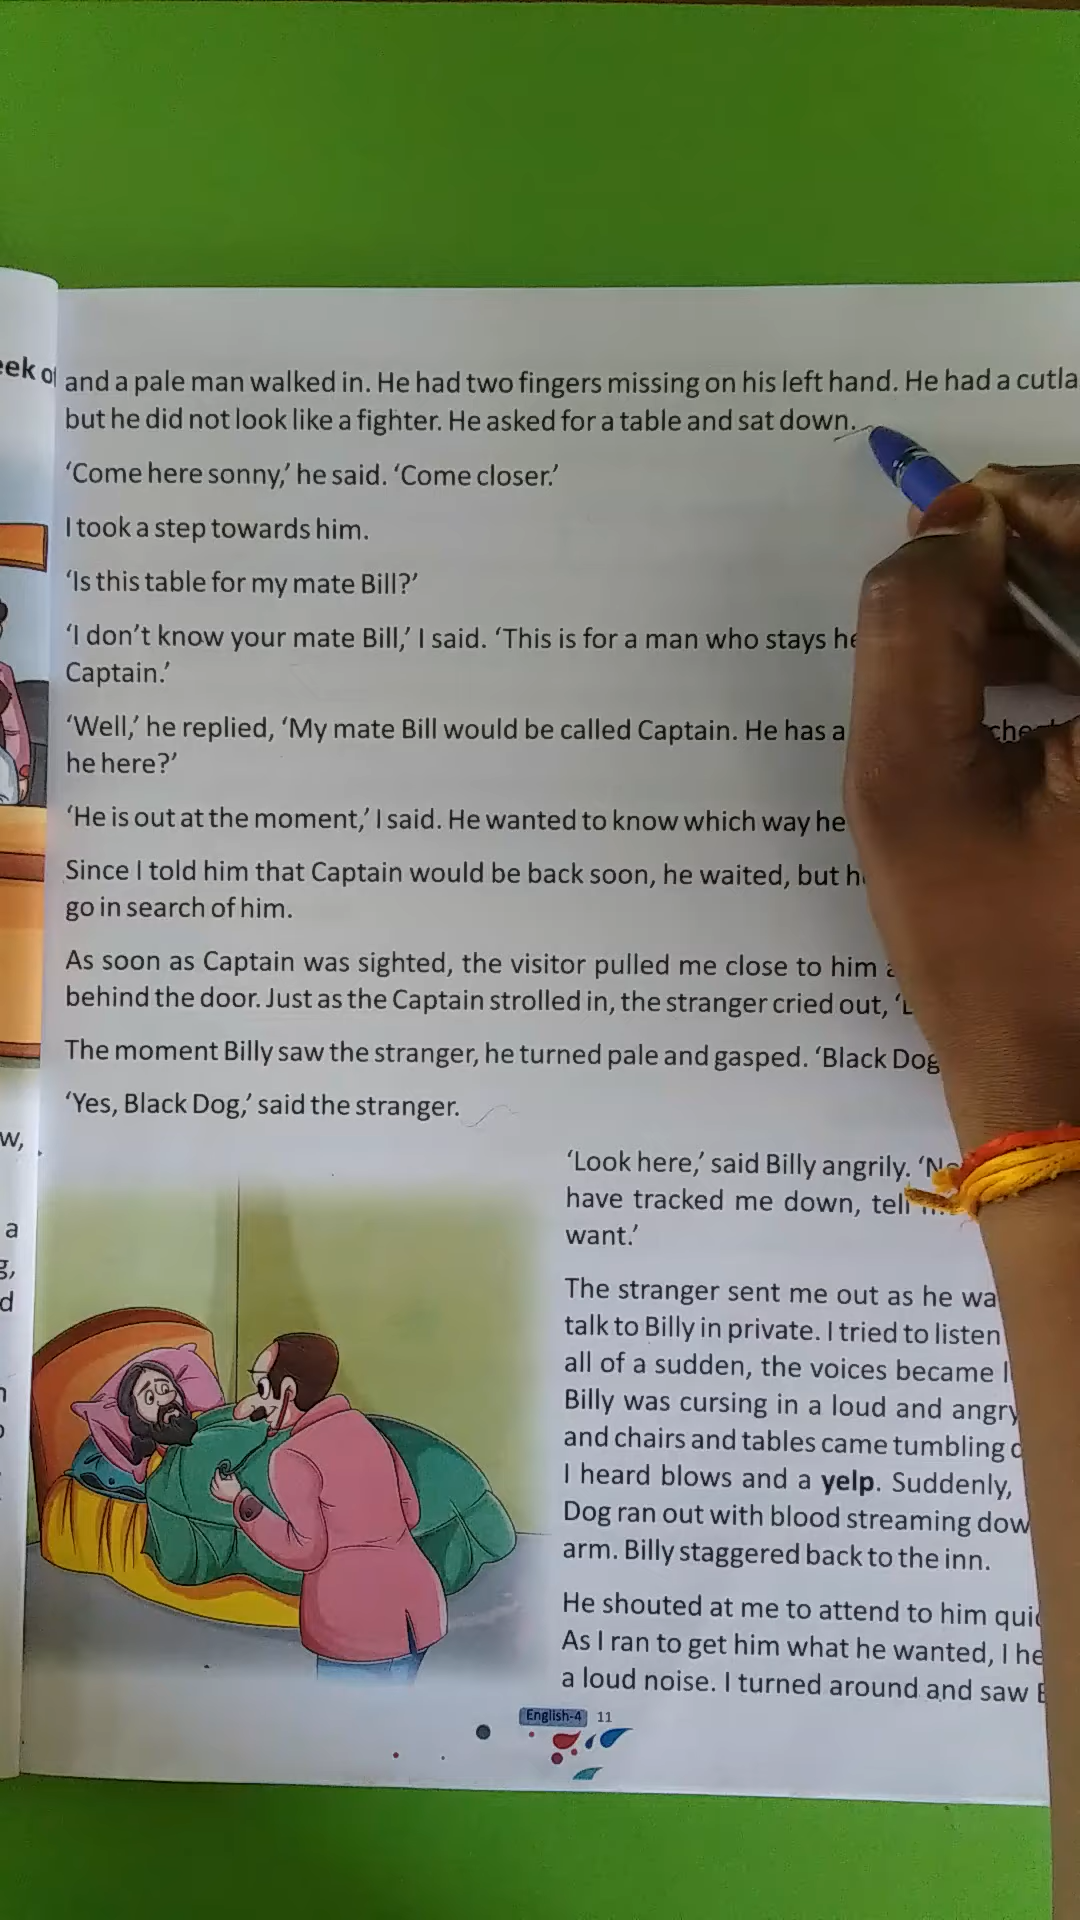 eek of
and a pale man walked in. He had two fingers missing on his left hand. He had a cutla
but he did not look like a fighter. He asked for a table and sat down.
‘Come here sonny,’ he said. ‘Come closer.’
I took a step towards him.
‘Is this table for my mate Bill?’
‘I don’t know your mate Bill,’ I said. ‘This is for a man who stays he
Captain.’
‘Well,’ he replied, ‘My mate Bill would be called Captain. He has a
he here?’
‘He is out at the moment,’ I said. He wanted to know which way he
Since I told him that Captain would be back soon, he waited, but h
go in search of him.
As soon as Captain was sighted, the visitor pulled me close to him
behind the door. Just as the Captain strolled in, the stranger cried out,
The moment Billy saw the stranger, he turned pale and gasped. ‘Black Dog
‘Yes, Black Dog,’ said the stranger.
w,
a
g,
d
‘Look here,’ said Billy angrily.
have tracked me down, tell
want.’
The stranger sent me out as he wa
talk to Billy in private. I tried to listen
all of a sudden, the voices became
Billy was cursing in a loud and angry
and chairs and tables came tumbling
I heard blows and a yelp. Suddenly,
Dog ran out with blood streaming dow
arm. Billy staggered back to the inn.
He shouted at me to attend to him qui
As I ran to get him what he wanted, I he
a loud noise. I turned around and saw
English-4 11